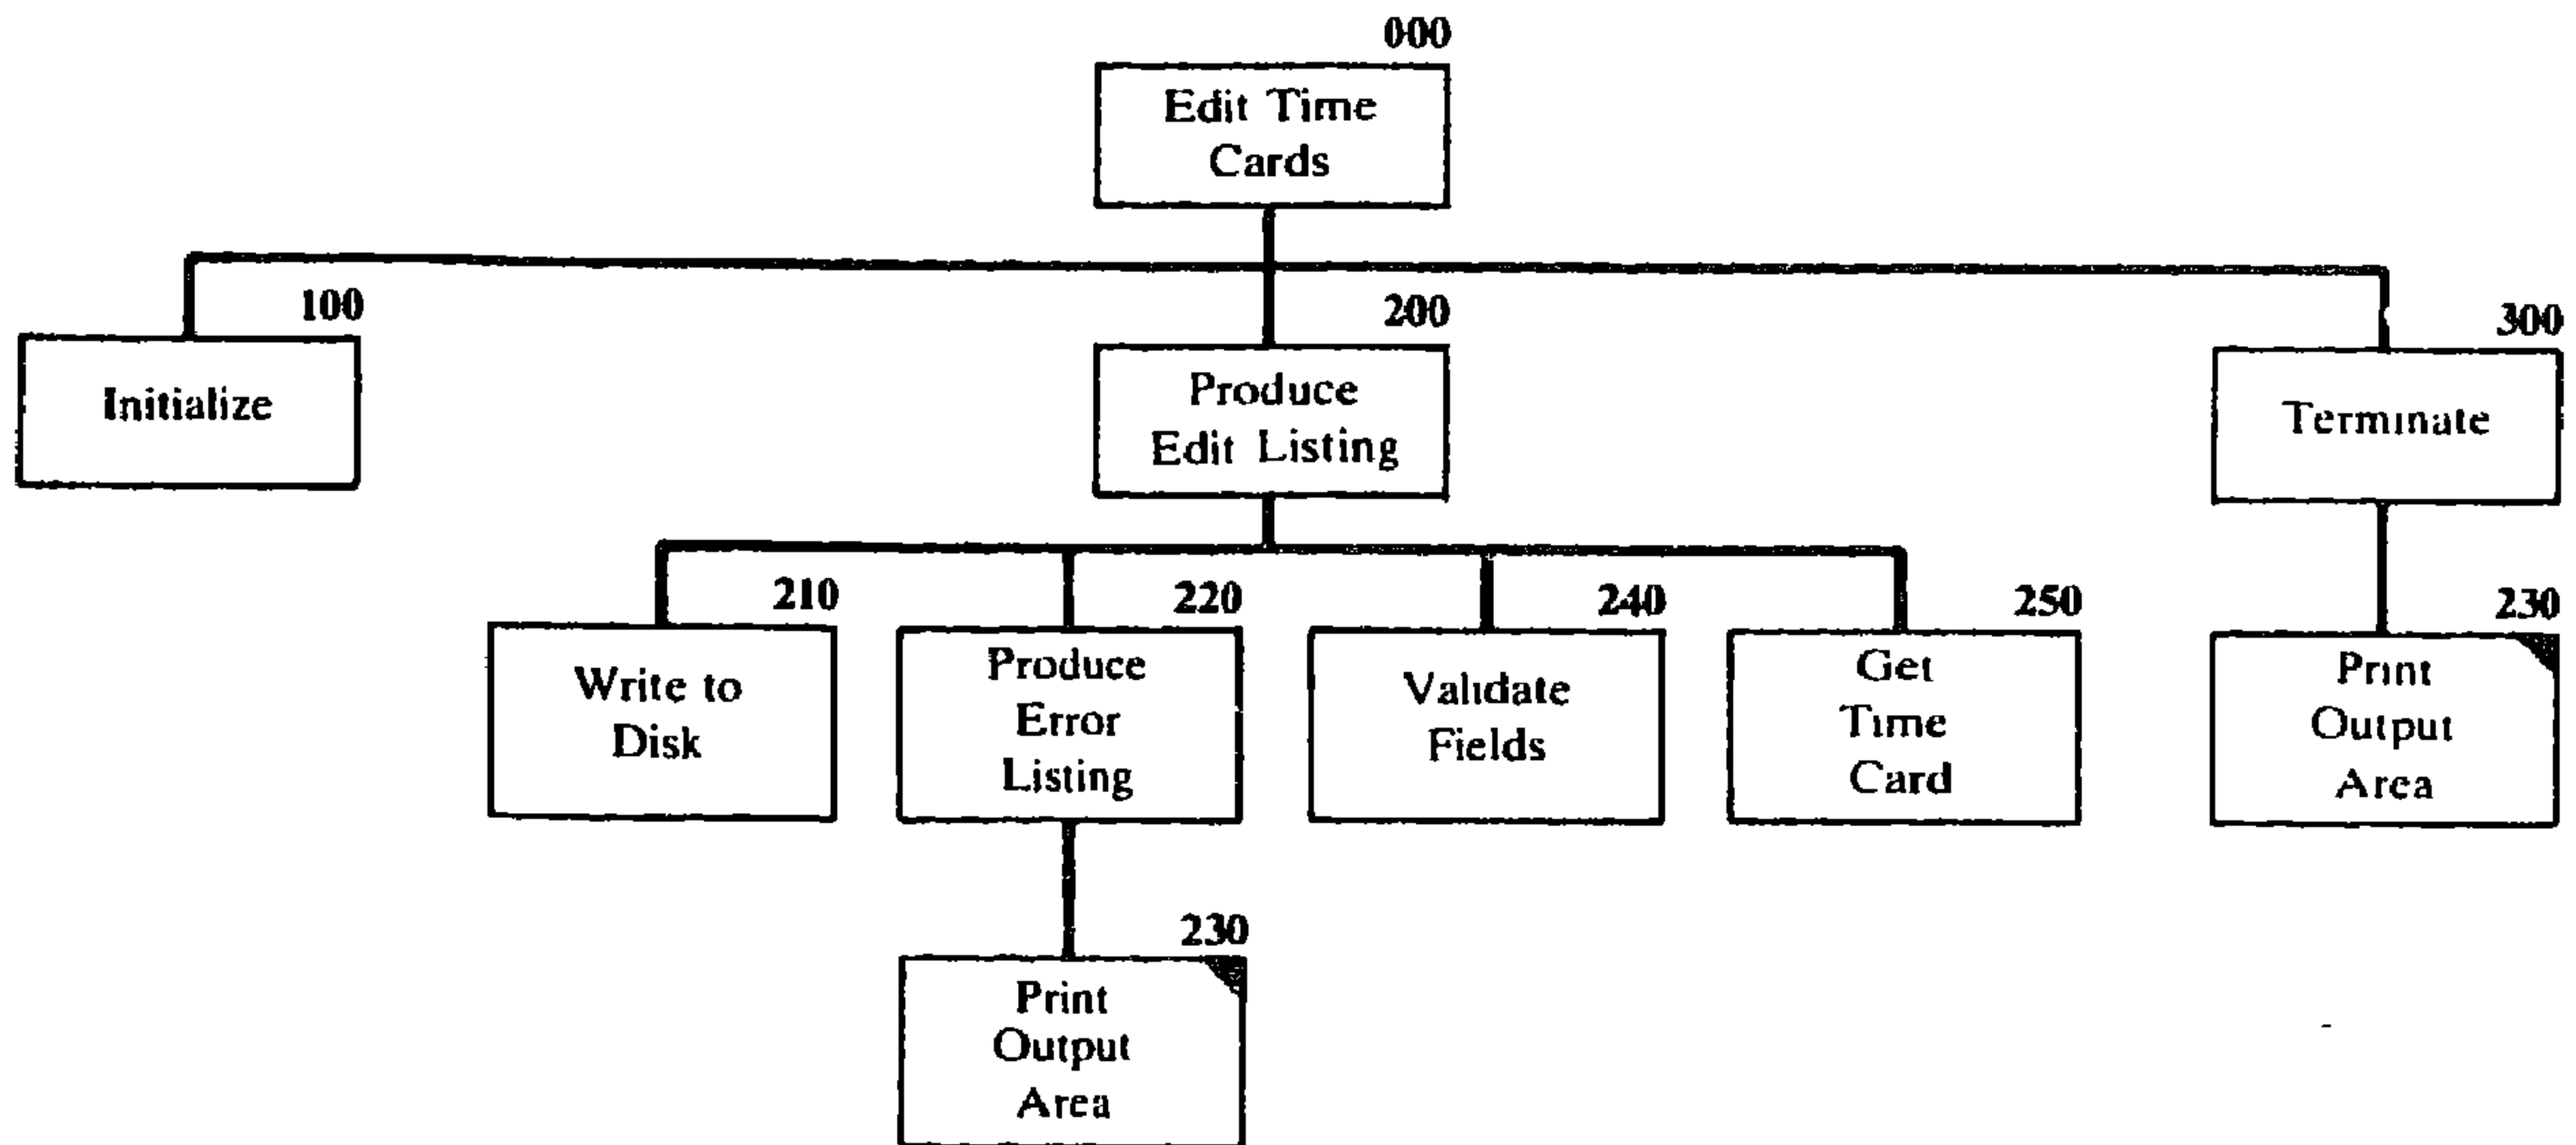 000
Edit Time
Cards
100
Initialize
200
Produce
Edit Listing
300
Terminate
210
Write to
Disk
220
Produce
Error
Listing
240
Validate
Fields
250
Get
Time
Card
230
Print
Output
Area
230
Print
Output
Area